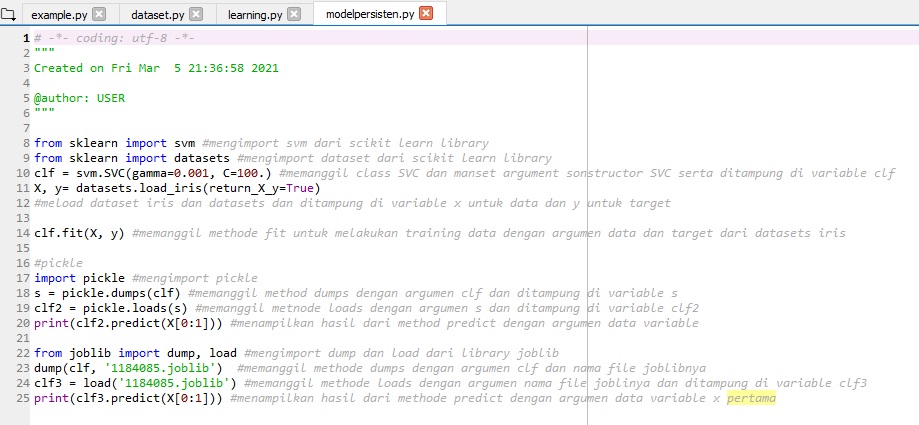 example.py dataset.py learning.py modelpersisten.py
1 # -*- coding: utf-8 -*-
2 """
3 Created on Fri Mar  5 21:36:58 2021
4
5 @author: USER
6 """
7
8 from sklearn import svm #mengimport svm dari scikit learn library
9 from sklearn import datasets #mengimport dataset dari scikit learn library
10 clf = svm.SVC(gamma=0.001, C=100.) #memanggil class SVC dan manset argument sonstructor SVC serta ditampung di variable clf
11 X, y= datasets.load_iris(return_X_y=True)
12 #meload dataset iris dan datasets dan ditampung di variable x untuk data dan y untuk target
13
14 clf.fit(X, y) #memanggil methode fit untuk melakukan training data dengan argumen data dan target dari datasets iris
15
16 #pickle
17 import pickle #mengimport pickle
18 s = pickle.dumps(clf) #memanggil method dumps dengan argumen clf dan ditampung di variable s
19 clf2 = pickle.loads(s) #memanggil metnode loads dengan argumen s dan ditampung di variable clf2
20 print(clf2.predict(X[0:1])) #menampilkan hasil dari method predict dengan argumen data variable
21
22 from joblib import dump, load #mengimport dump dan load dari library joblib
23 dump(clf, '1184085.joblib')  #memanggil methode dumps dengan argumen clf dan nama file joblibnya
24 clf3 = load('1184085.joblib') #memanggil methode loads dengan argumen nama file joblinya dan ditampung di variable clf3
25 print(clf3.predict(X[0:1])) #menampilkan hasil dari methode predict dengan argumen data variable x pertama